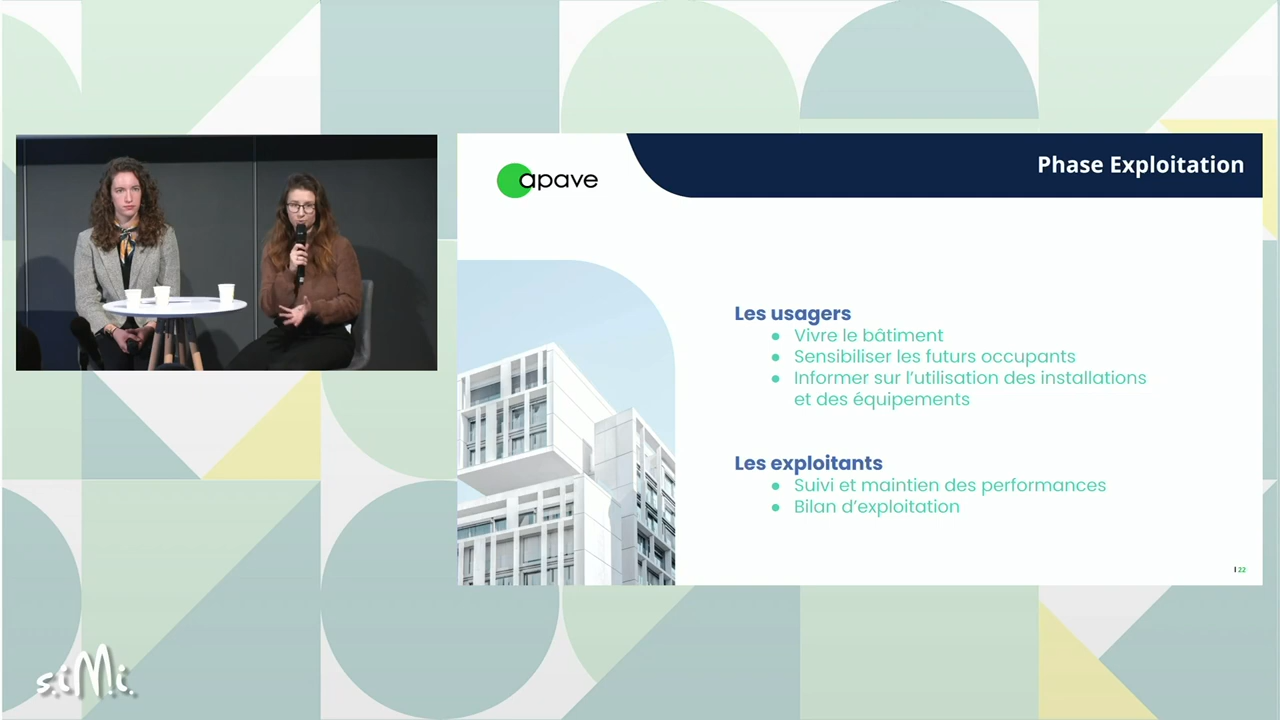 apave
Phase Exploitation
Les usagers
● Vivre le bâtiment
● Sensibiliser les futurs occupants
● Informer sur l’utilisation des installations
et des équipements
Les exploitants
● Suivi et maintien des performances
● Bilan d’exploitation
| 22
s.iMi.